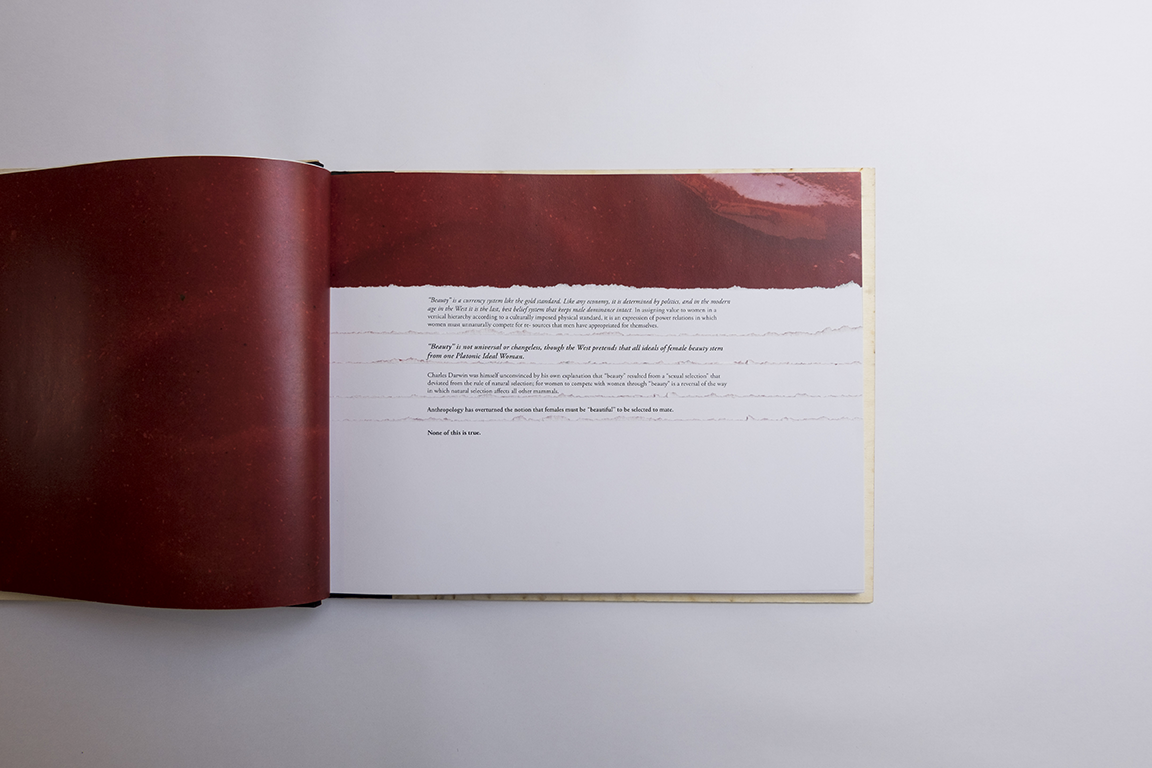 "Beauty" is a currency system like the gold standard. Like any economy, it is determined by politics, and in the modern
age in the West it is the last, best belief system that keeps male dominance intact. In assigning value to women in a
vertical hierarchy according to a culturally imposed physical standard, it is an expression of power relations in which
women must unnaturally compete for re- sources that men have appropriated for themselves.
"Beauty" is not universal or changeless, though the West pretends that all ideals of female beauty stem
from one Platonic Ideal Woman.
Charles Darwin was himself unconvinced by his own explanation that "beauty" resulted from a "sexual selection" that
deviated from the rule of natural selection; for women to compete with women through "beauty" is a reversal of the way
in which natural selection affects all other mammals.
Anthropology has overturned the notion that females must be "beautiful" to be selected to mate.
None of this is true.